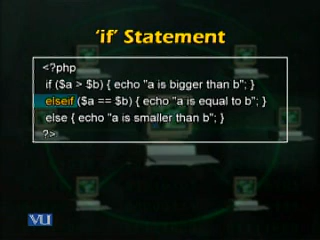 ‘if’ Statement
<?php
if ($a > $b) { echo "a is bigger than b"; }
elseif ($a == $b) { echo "a is equal to b"; }
else { echo "a is smaller than b"; }
?>
VU